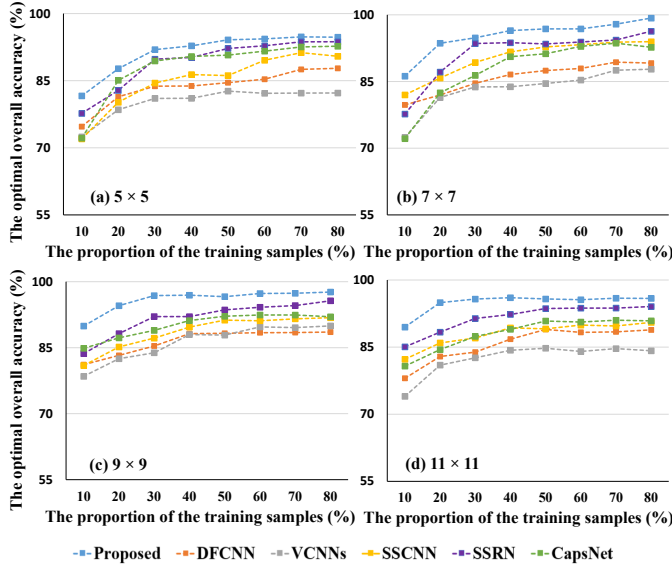 The optimal overall accuracy (%)
100
85
70
55
(a) 5 × 5
10 20 30 40 50 60 70 80
The proportion of the training samples (%)
The optimal overall accuracy (%)
100
85
70
55
(b) 7 × 7
10 20 30 40 50 60 70 80
The proportion of the training samples (%)
The optimal overall accuracy (%)
100
85
70
55
(c) 9 × 9
10 20 30 40 50 60 70 80
The proportion of the training samples (%)
100
85
70
55
(d) 11 × 11
10 20 30 40 50 60 70 80
The proportion of the training samples (%)
Proposed DFCNN VCNNs SSCNN SSRN CapsNet